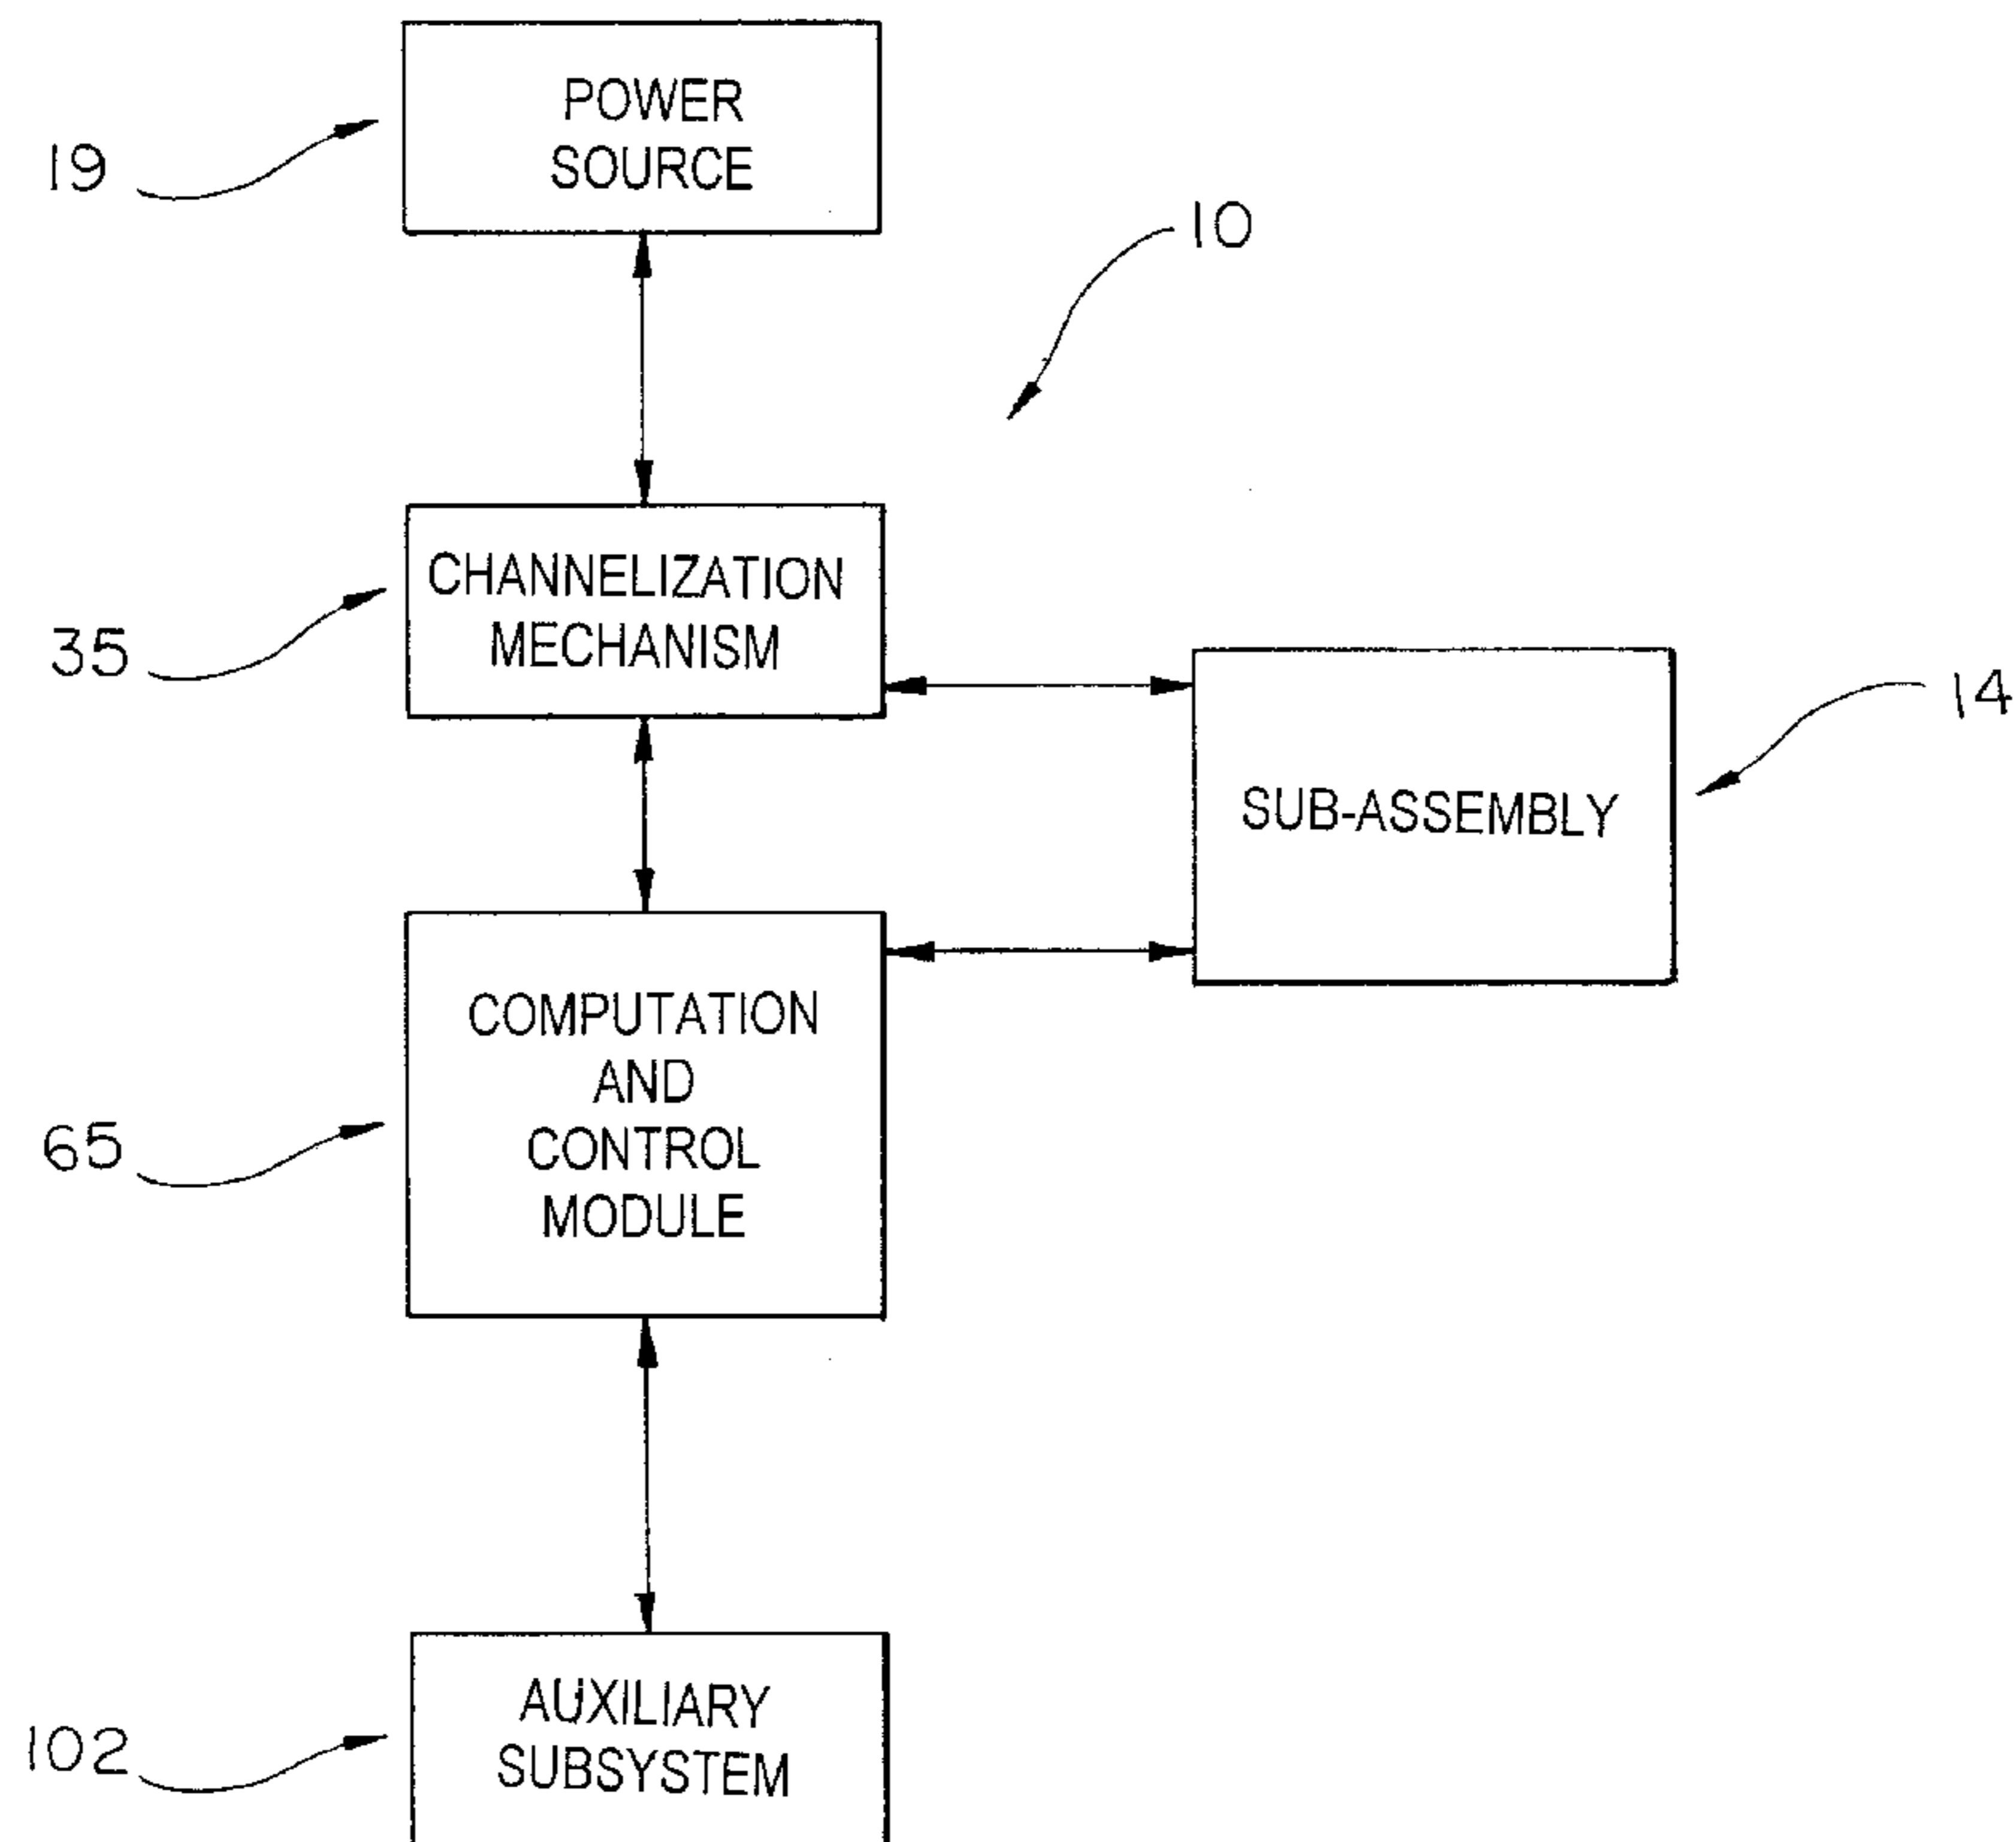 POWER
SOURCE
19
10
CHANNELIZATION
MECHANISM
35
SUB-ASSEMBLY
14
COMPUTATION
AND
CONTROL
MODULE
65
AUXILIARY
SUBSYSTEM
102